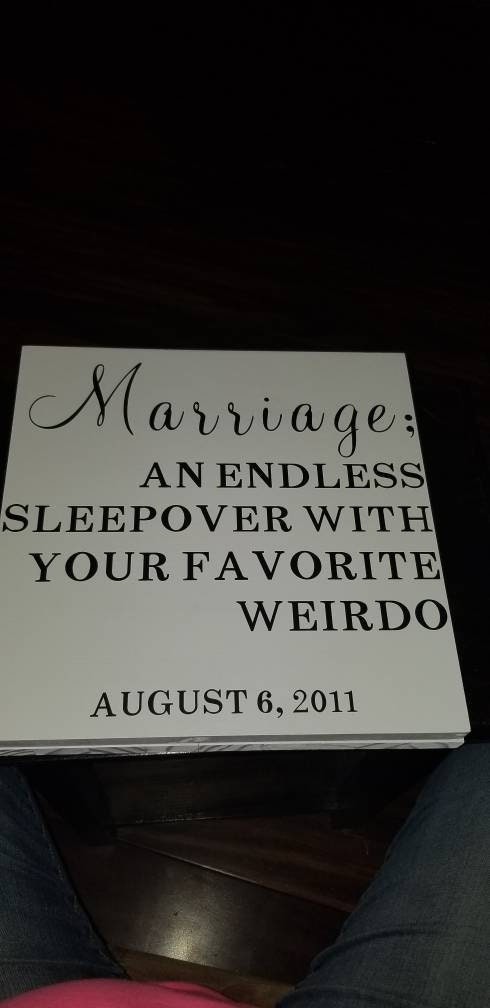 Marriage;
AN ENDLESS
SLEEPOVER WITH
YOUR FAVORITE
WEIRDO
AUGUST 6, 2011